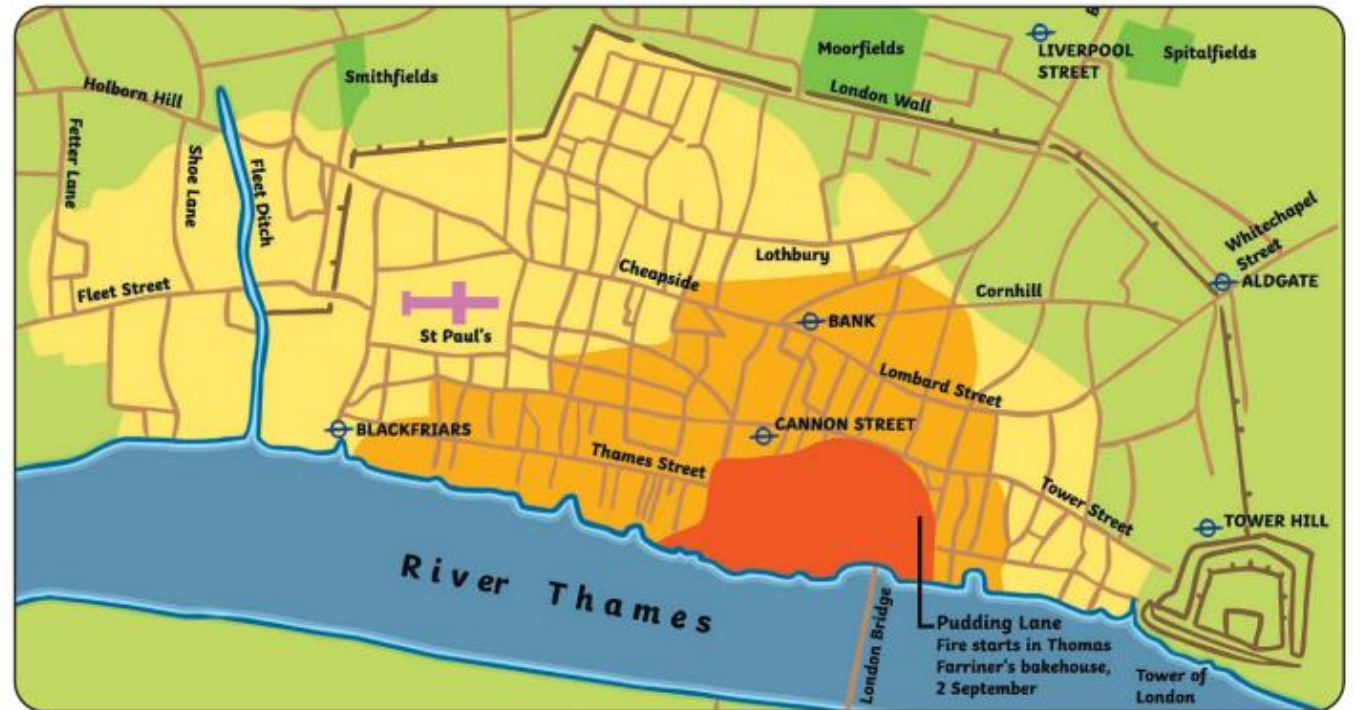 Moorfields
LIVERPOOL
STREET
Spitalfields
Smithfields
Holborn Hill
London Wall
Fetter Lane
Shoe Lane
Fleet Ditch
Whitechapel
Street
Lothbury
Cheapside
ALDGATE
Fleet Street
Cornhill
BANK
St Paul's
Lombard Street
CANNON STREET
BLACKFRIARS
Thames Street
Tower Street
TOWER HILL
River Thames
London Bridge
Pudding Lane
Fire starts in Thomas
Farriner's bakehouse,
2 September
Tower of
London